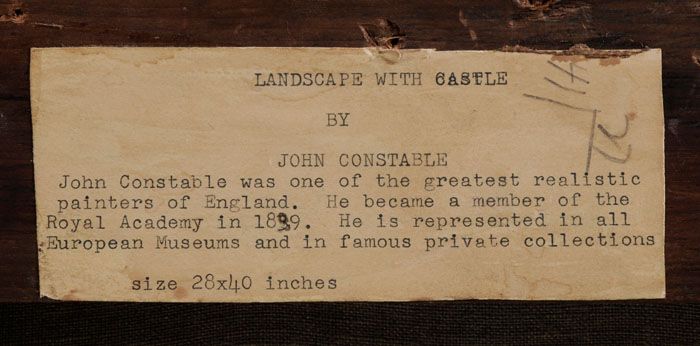 LANDSCAPE WITH CASTLE
BY
JOHN CONSTABLE
John Constable was one of the greatest realistic
painters of England. He became a member of the
Royal Academy in 1839. He is represented in all
European Museums and in famous private collections
size 28x40 inches